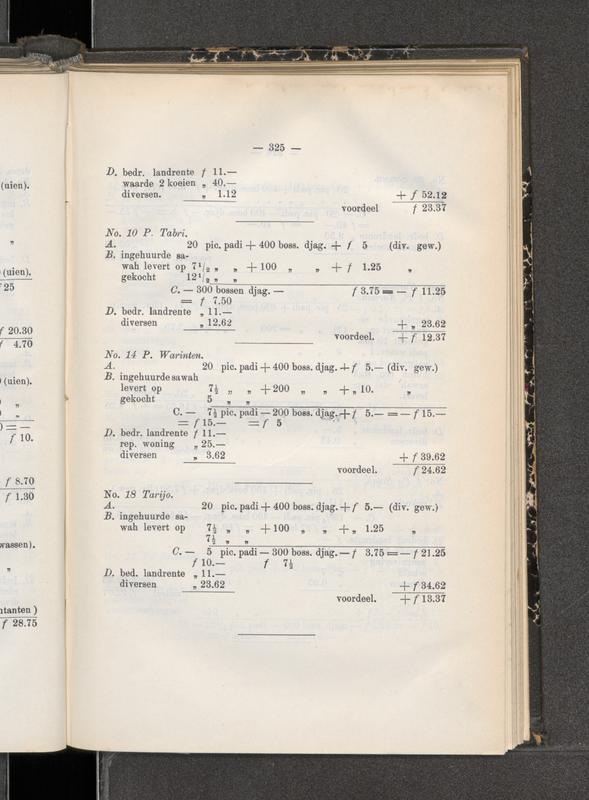 (uien).
„
(uien).
f 25
f 20.30
f 4.70
(uien).
„
„
0 = —
f 10.
f 8.70
f 1.30
wassen).
„
ntanten )
f 28.75
— 325 —
D. bedr. landrente f 11.—
waarde 2 koeien „ 40.—
diversen. „ 1.12 + f 52.12
voordeel f 23.37
No. 10 P. Tabri.
A. 20 pic. padi + 400 boss. djag. + f 5 (div. gew.)
B. ingehuurde sa-
wah levert op 7½ „ „ + 100 „ „ + f 1.25 „
gekocht 12½ „ „
C. — 300 bossen djag. — f 3.75 = — f 11.25
= f 7.50
D. bedr. landrente „ 11.—
diversen „ 12.62 + „ 23.62
voordeel. + f 12.37
No. 14 P. Warinten.
A. 20 pic. padi + 400 boss. djag. + f 5.— (div. gew.)
B. ingehuurde sawah
levert op 7½ „ „ + 200 „ „ + „ 10. „
gekocht 5 „ „
C. — 7½ pic. padi — 200 boss. djag. + f 5.— = — f 15.—
= f 15.— = f 5
D. bedr. landrente f 11.—
rep. woning „ 25.—
diversen „ 3.62 + f 39.62
voordeel. f 24.62
No. 18 Tarijo.
A. 20 pic. padi + 400 boss. djag. + f 5.— (div. gew.)
B. ingehuurde sa-
wah levert op 7½ „ „ + 100 „ „ + „ 1.25 „
7½ „ „
C. — 5 pic. padi — 300 boss. djag. — f 3.75 = — f 21.25
f 10.— f 7½
D. bed. landrente „ 11.—
diversen „ 23.62 + f 34.62
voordeel. + f 13.37